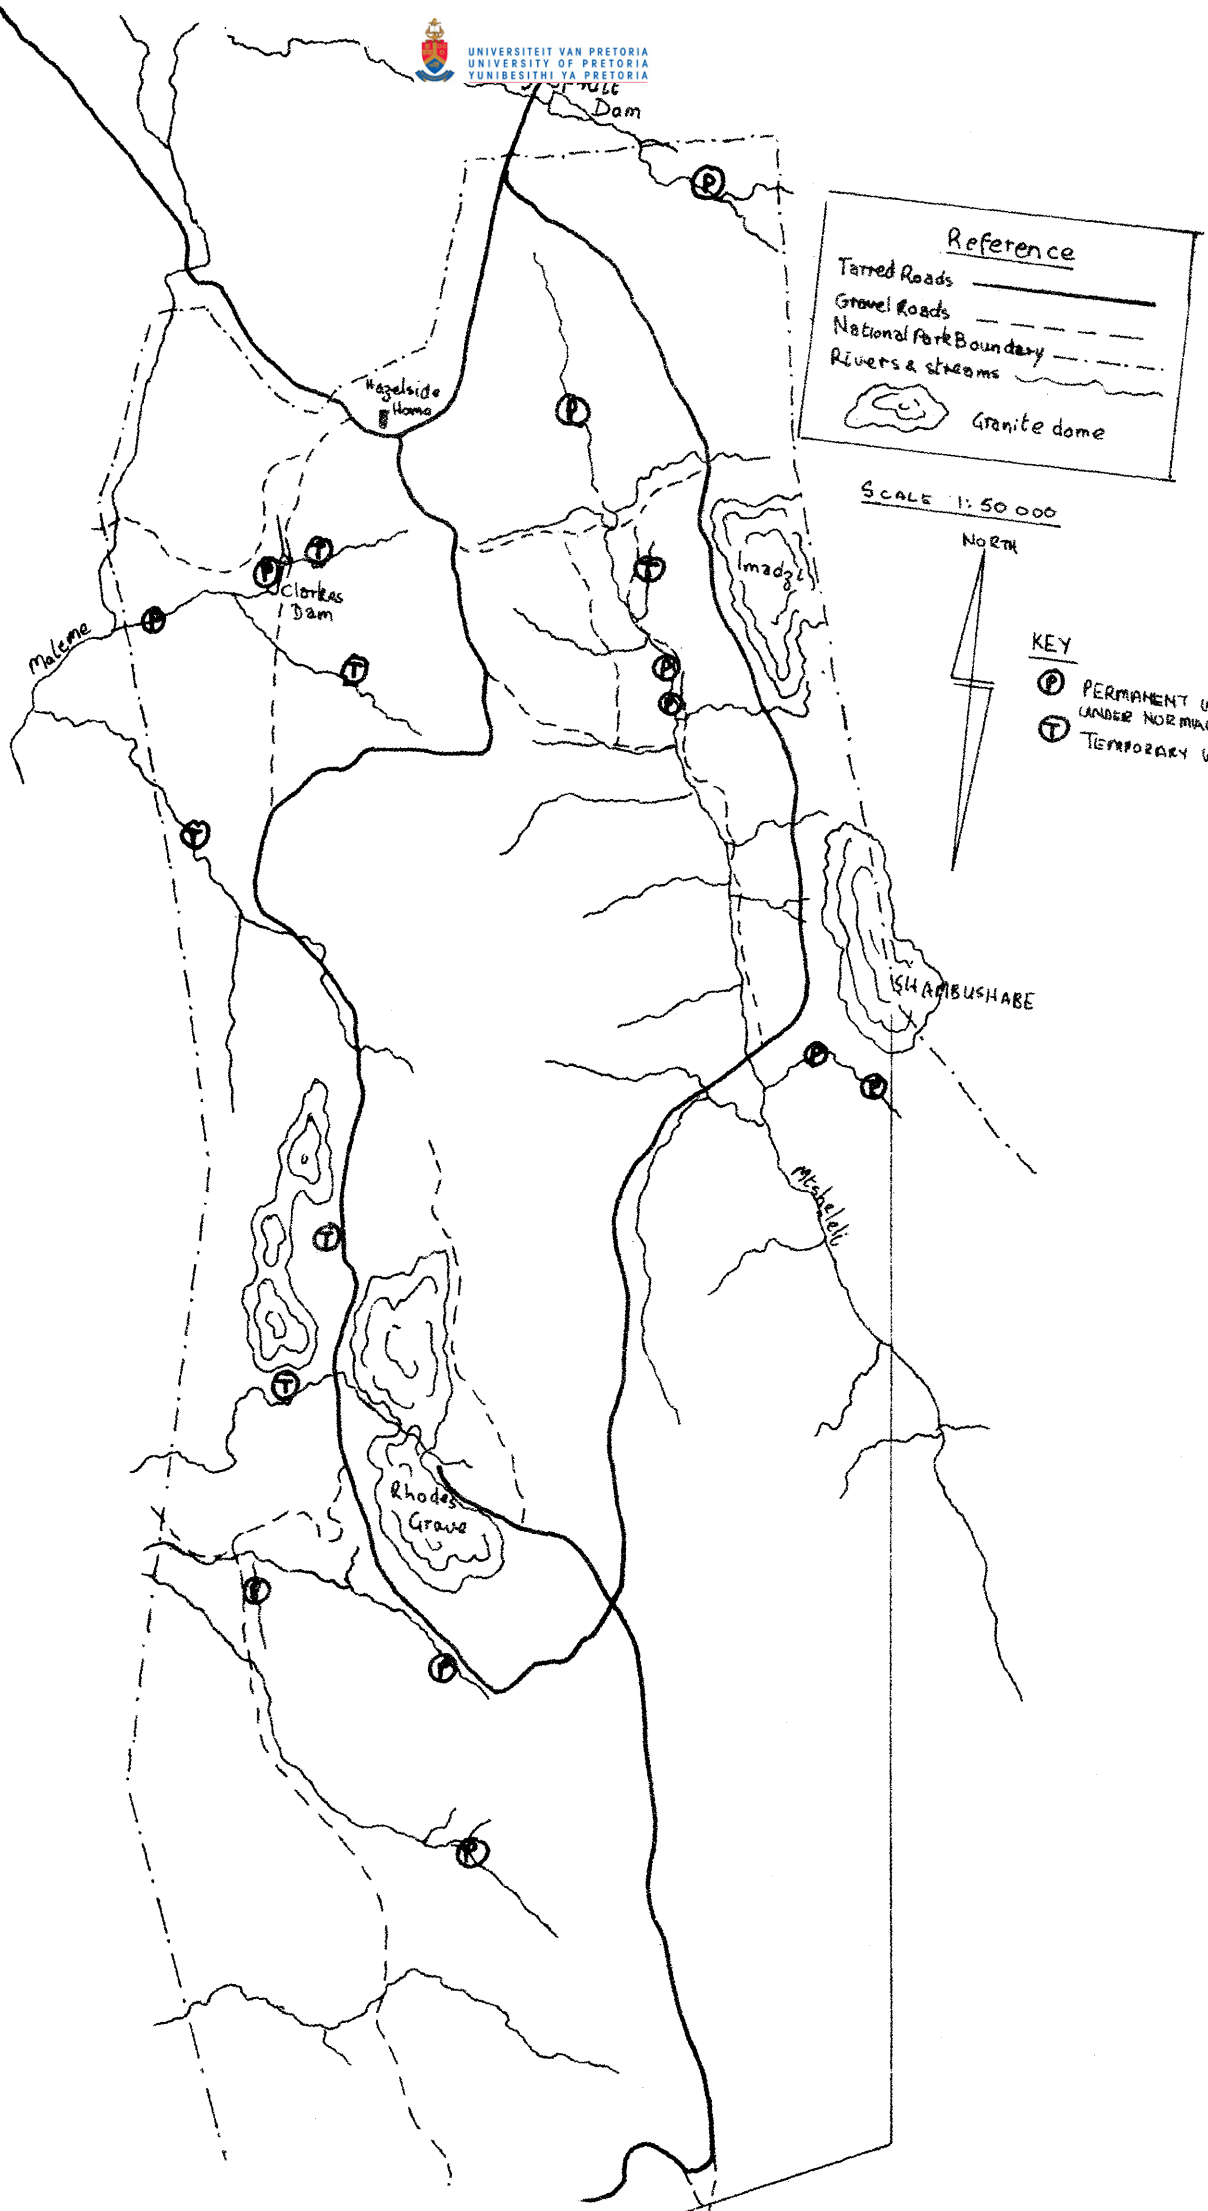 UNIVERSITEIT VAN PRETORIA
UNIVERSITY OF PRETORIA
YUNIBESITHI YA PRETORIA
Dam
P
Reference
Tarred Roads
Gravel Roads
National Park Boundary
Rivers & streams
Granite dome
SCALE 1:50 000
NORTH
KEY
P PERMANENT
UNDER
T TEMPORARY
Hazelside
Home
P
T
P
Clarkes
Dam
P
Maleme
T
T
Imadzi
T
P
P
T
SHAMBUSHABE
P
P
Mtsheleli
T
T
Rhodes
Grave
P
P
P